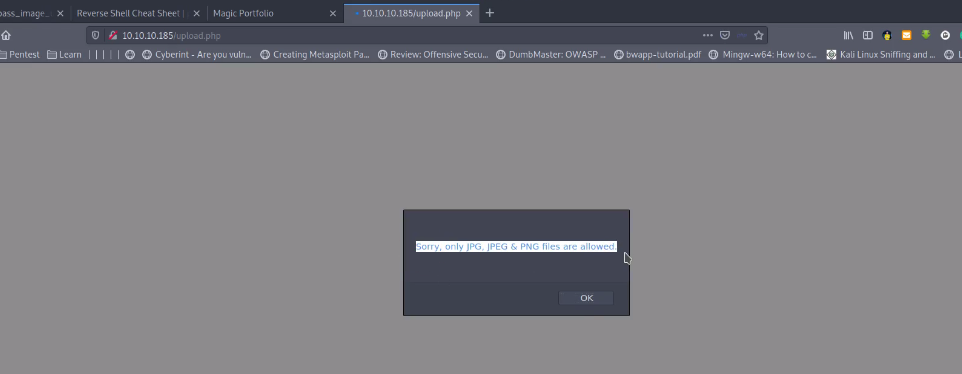 pass_image_ Reverse Shell Cheat Sheet | Magic Portfolio 10.10.10.185/upload.php
10.10.10.185/upload.php
Pentest Learn | | | | | Cyberint - Are you vuln... Creating Metasploit Pa... Review: Offensive Secu... DumbMaster: OWASP ... bwapp-tutorial.pdf Mingw-w64: How to c... Kali Linux Sniffing and ... L
Sorry, only JPG, JPEG & PNG files are allowed.
OK